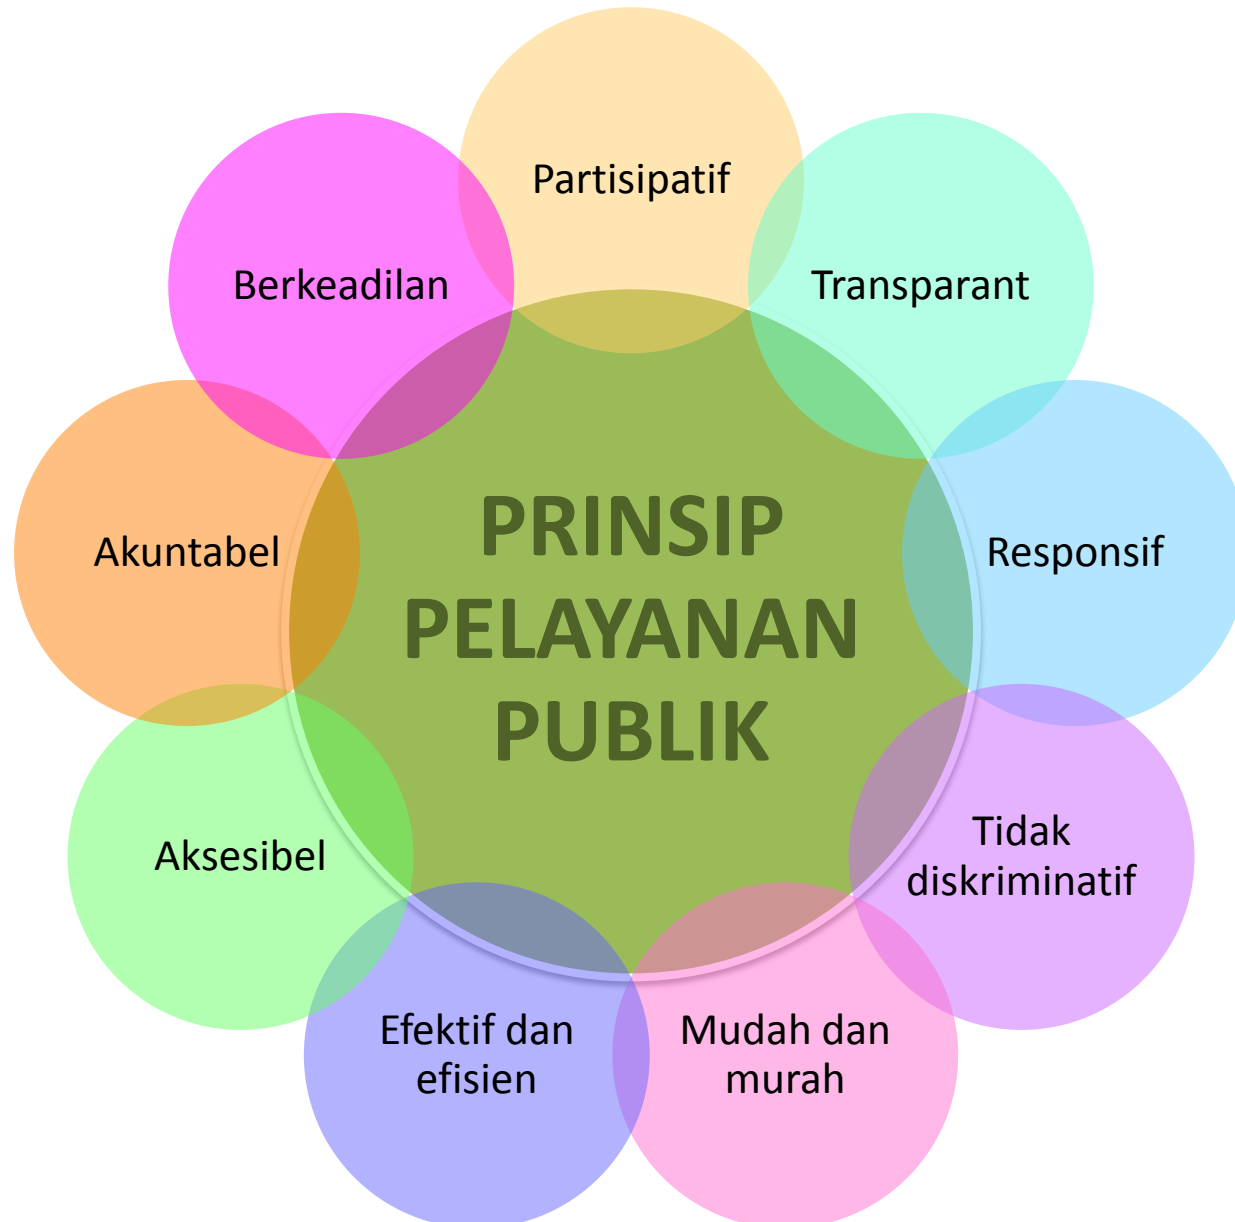 Partisipatif
Transparant
Responsif
Tidak
diskriminatif
Mudah dan
murah
Efektif dan
efisien
Aksesibel
Akuntabel
Berkeadilan
PRINSIP
PELAYANAN
PUBLIK